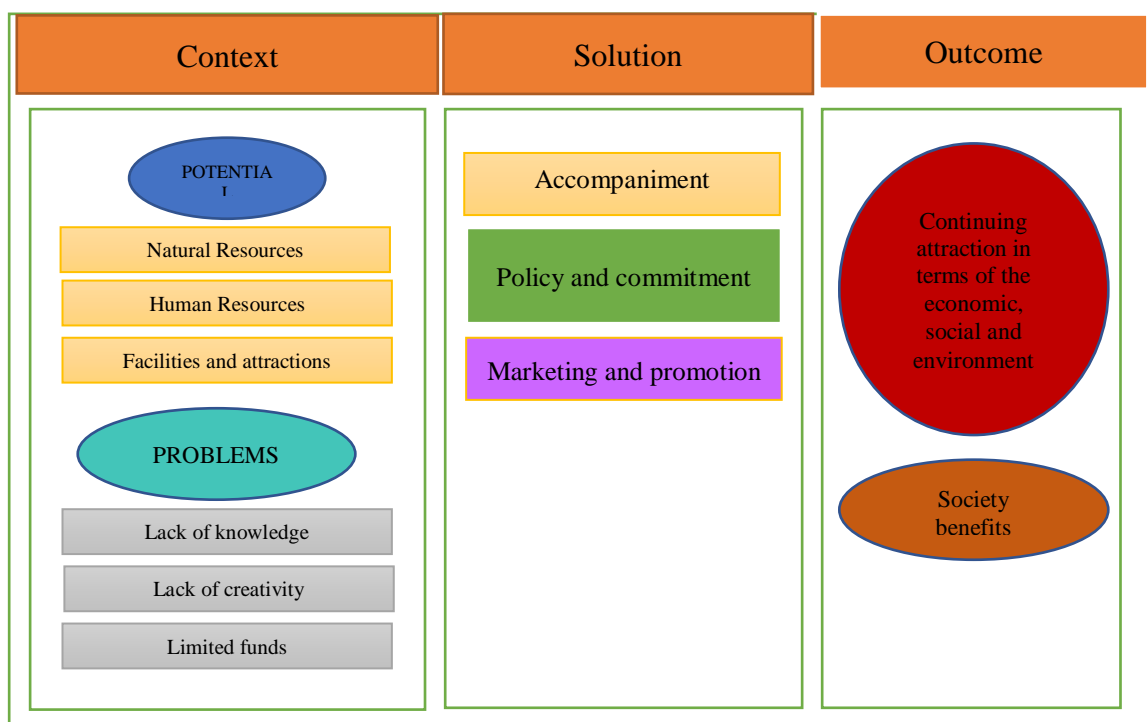 Context
POTENTIA
L
Natural Resources
Human Resources
Facilities and attractions
PROBLEMS
Lack of knowledge
Lack of creativity
Limited funds
Solution
Accompaniment
Policy and commitment
Marketing and promotion
Outcome
Continuing
attraction in
terms of the
economic,
social and
environment
Society
benefits